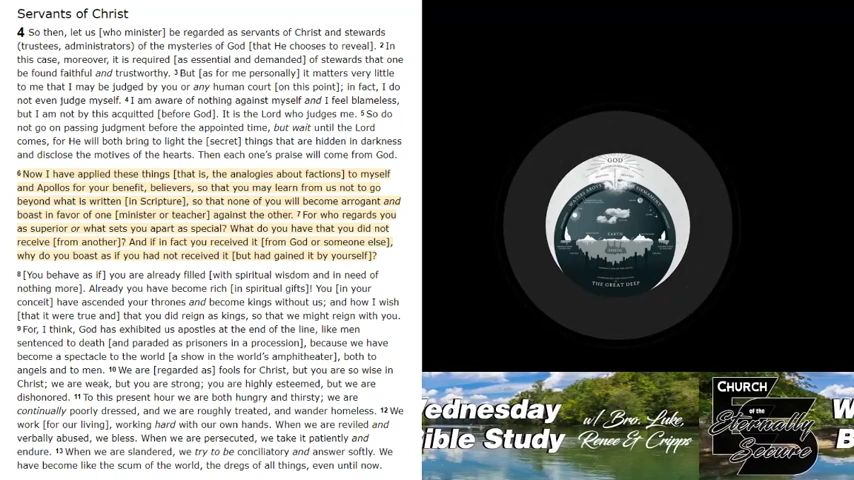 Servants of Christ
4 So then, let us [who minister] be regarded as servants of Christ and stewards
(trustees, administrators) of the mysteries of God [that He chooses to reveal]. 2 In
this case, moreover, it is required [as essential and demanded] of stewards that one
be found faithful and trustworthy. 3 But [as for me personally] it matters very little
to me that I may be judged by you or any human court [on this point]; in fact, I do
not even judge myself. 4 I am aware of nothing against myself and I feel blameless,
but I am not by this acquitted [before God]. It is the Lord who judges me. 5 So do
not go on passing judgment before the appointed time, but wait until the Lord
comes, for He will both bring to light the [secret] things that are hidden in darkness
and disclose the motives of the hearts. Then each one's praise will come from God.
6 Now I have applied these things [that is, the analogies about factions] to myself
and Apollos for your benefit, believers, so that you may learn from us not to go
beyond what is written [in Scripture], so that none of you will become arrogant and
boast in favor of one [minister or teacher] against the other. 7 For who regards you
as superior or what sets you apart as special? What do you have that you did not
receive [from another]? And if in fact you received it [from God or someone else],
why do you boast as if you had not received it [but had gained it by yourself]?
8 [You behave as if] you are already filled [with spiritual wisdom and in need of
nothing more]. Already you have become rich [in spiritual gifts]! You [in your
conceit] have ascended your thrones and become kings without us; and how I wish
[that it were true and] that you did reign as kings, so that we might reign with you.
9 For, I think, God has exhibited us apostles at the end of the line, like men
sentenced to death [and paraded as prisoners in a procession], because we have
become a spectacle to the world [a show in the world's amphitheater], both to
angels and to men. 10 We are [regarded as] fools for Christ, but you are so wise in
Christ; we are weak, but you are strong; you are highly esteemed, but we are
dishonored. 11 To this present hour we are both hungry and thirsty; we are
continually poorly dressed, and we are roughly treated, and wander homeless. 12 We
work [for our living], working hard with our own hands. When we are reviled and
verbally abused, we bless. When we are persecuted, we take it patiently and
endure. 13 When we are slandered, we try to be conciliatory and answer softly. We
have become like the scum of the world, the dregs of all things, even until now.
GOD
WATERS ABOVE
FIRMAMENT
EARTH
THE GREAT DEEP
ednesday
ible Study
w/ Bro. Luke,
Renee & Cripps
CHURCH
of the
Eternally
Secure
W
B